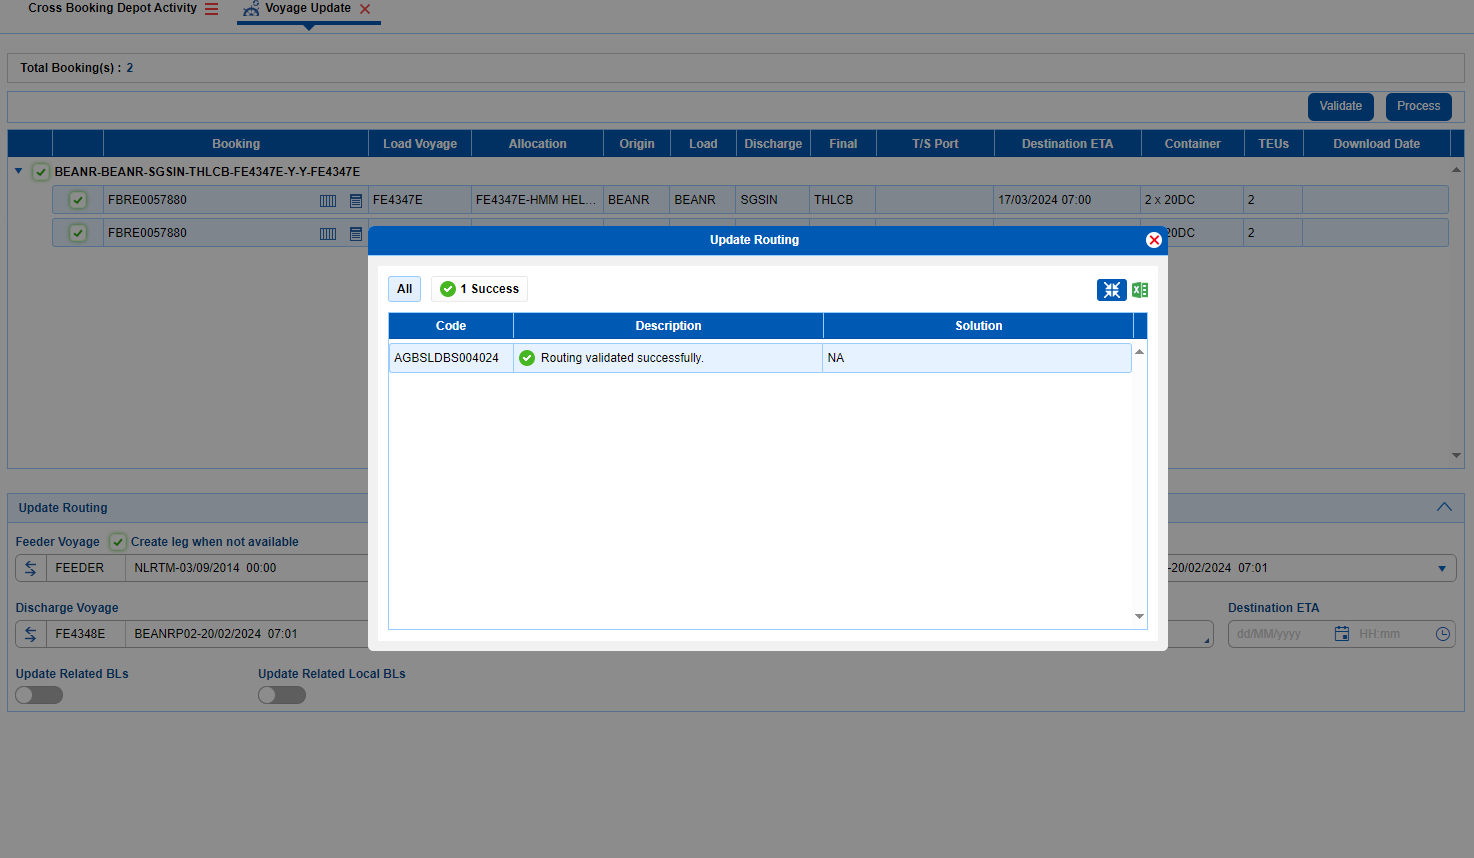 Cross Booking Depot Activity Voyage Update
Total Booking(s) : 2
Validate Process
Booking Load Voyage Allocation Origin Load Discharge Final T/S Port Destination ETA Container TEUs Download Date
BEANR-BEANR-SGSIN-THLCB-FE4347E-Y-Y-FE4347E
FBRE0057880 FE4347E FE4347E-HMM HEL... BEANR BEANR SGSIN THLCB 17/03/2024 07:00 2 x 20DC 2
FBRE0057880 20DC 2
Update Routing
All 1 Success
Code Description Solution
AGBSLDBS004024 Routing validated successfully. NA
Update Routing
Feeder Voyage Create leg when not available
FEEDER NLRTM-03/09/2014 00:00 -20/02/2024 07:01
Discharge Voyage Destination ETA
FE4348E BEANRP02-20/02/2024 07:01 dd/MM/yyyy HH:mm
Update Related BLs Update Related Local BLs